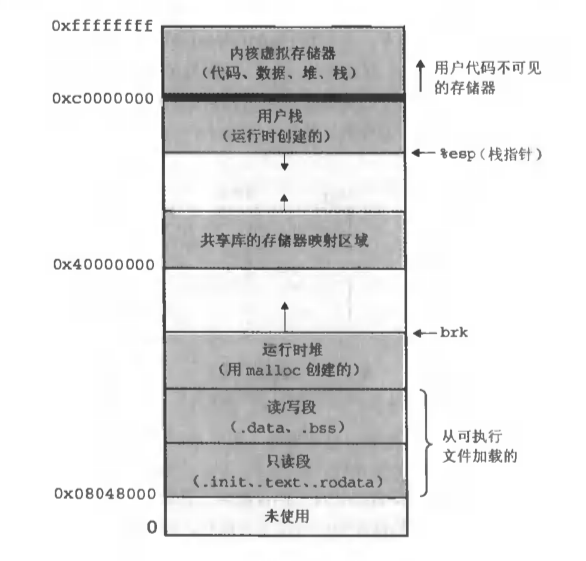 0xffffffff
内核虚拟存储器
（代码、数据、堆、栈）
用户代码不可见
的存储器
0xc0000000
用户栈
（运行时创建的）
%esp（栈指针）
共享库的存储器映射区域
0x40000000
brk
运行时堆
（用 malloc 创建的）
读/写段
（.data、.bss）
从可执行
文件加载的
只读段
（.init、.text、.rodata）
0x08048000
未使用
0